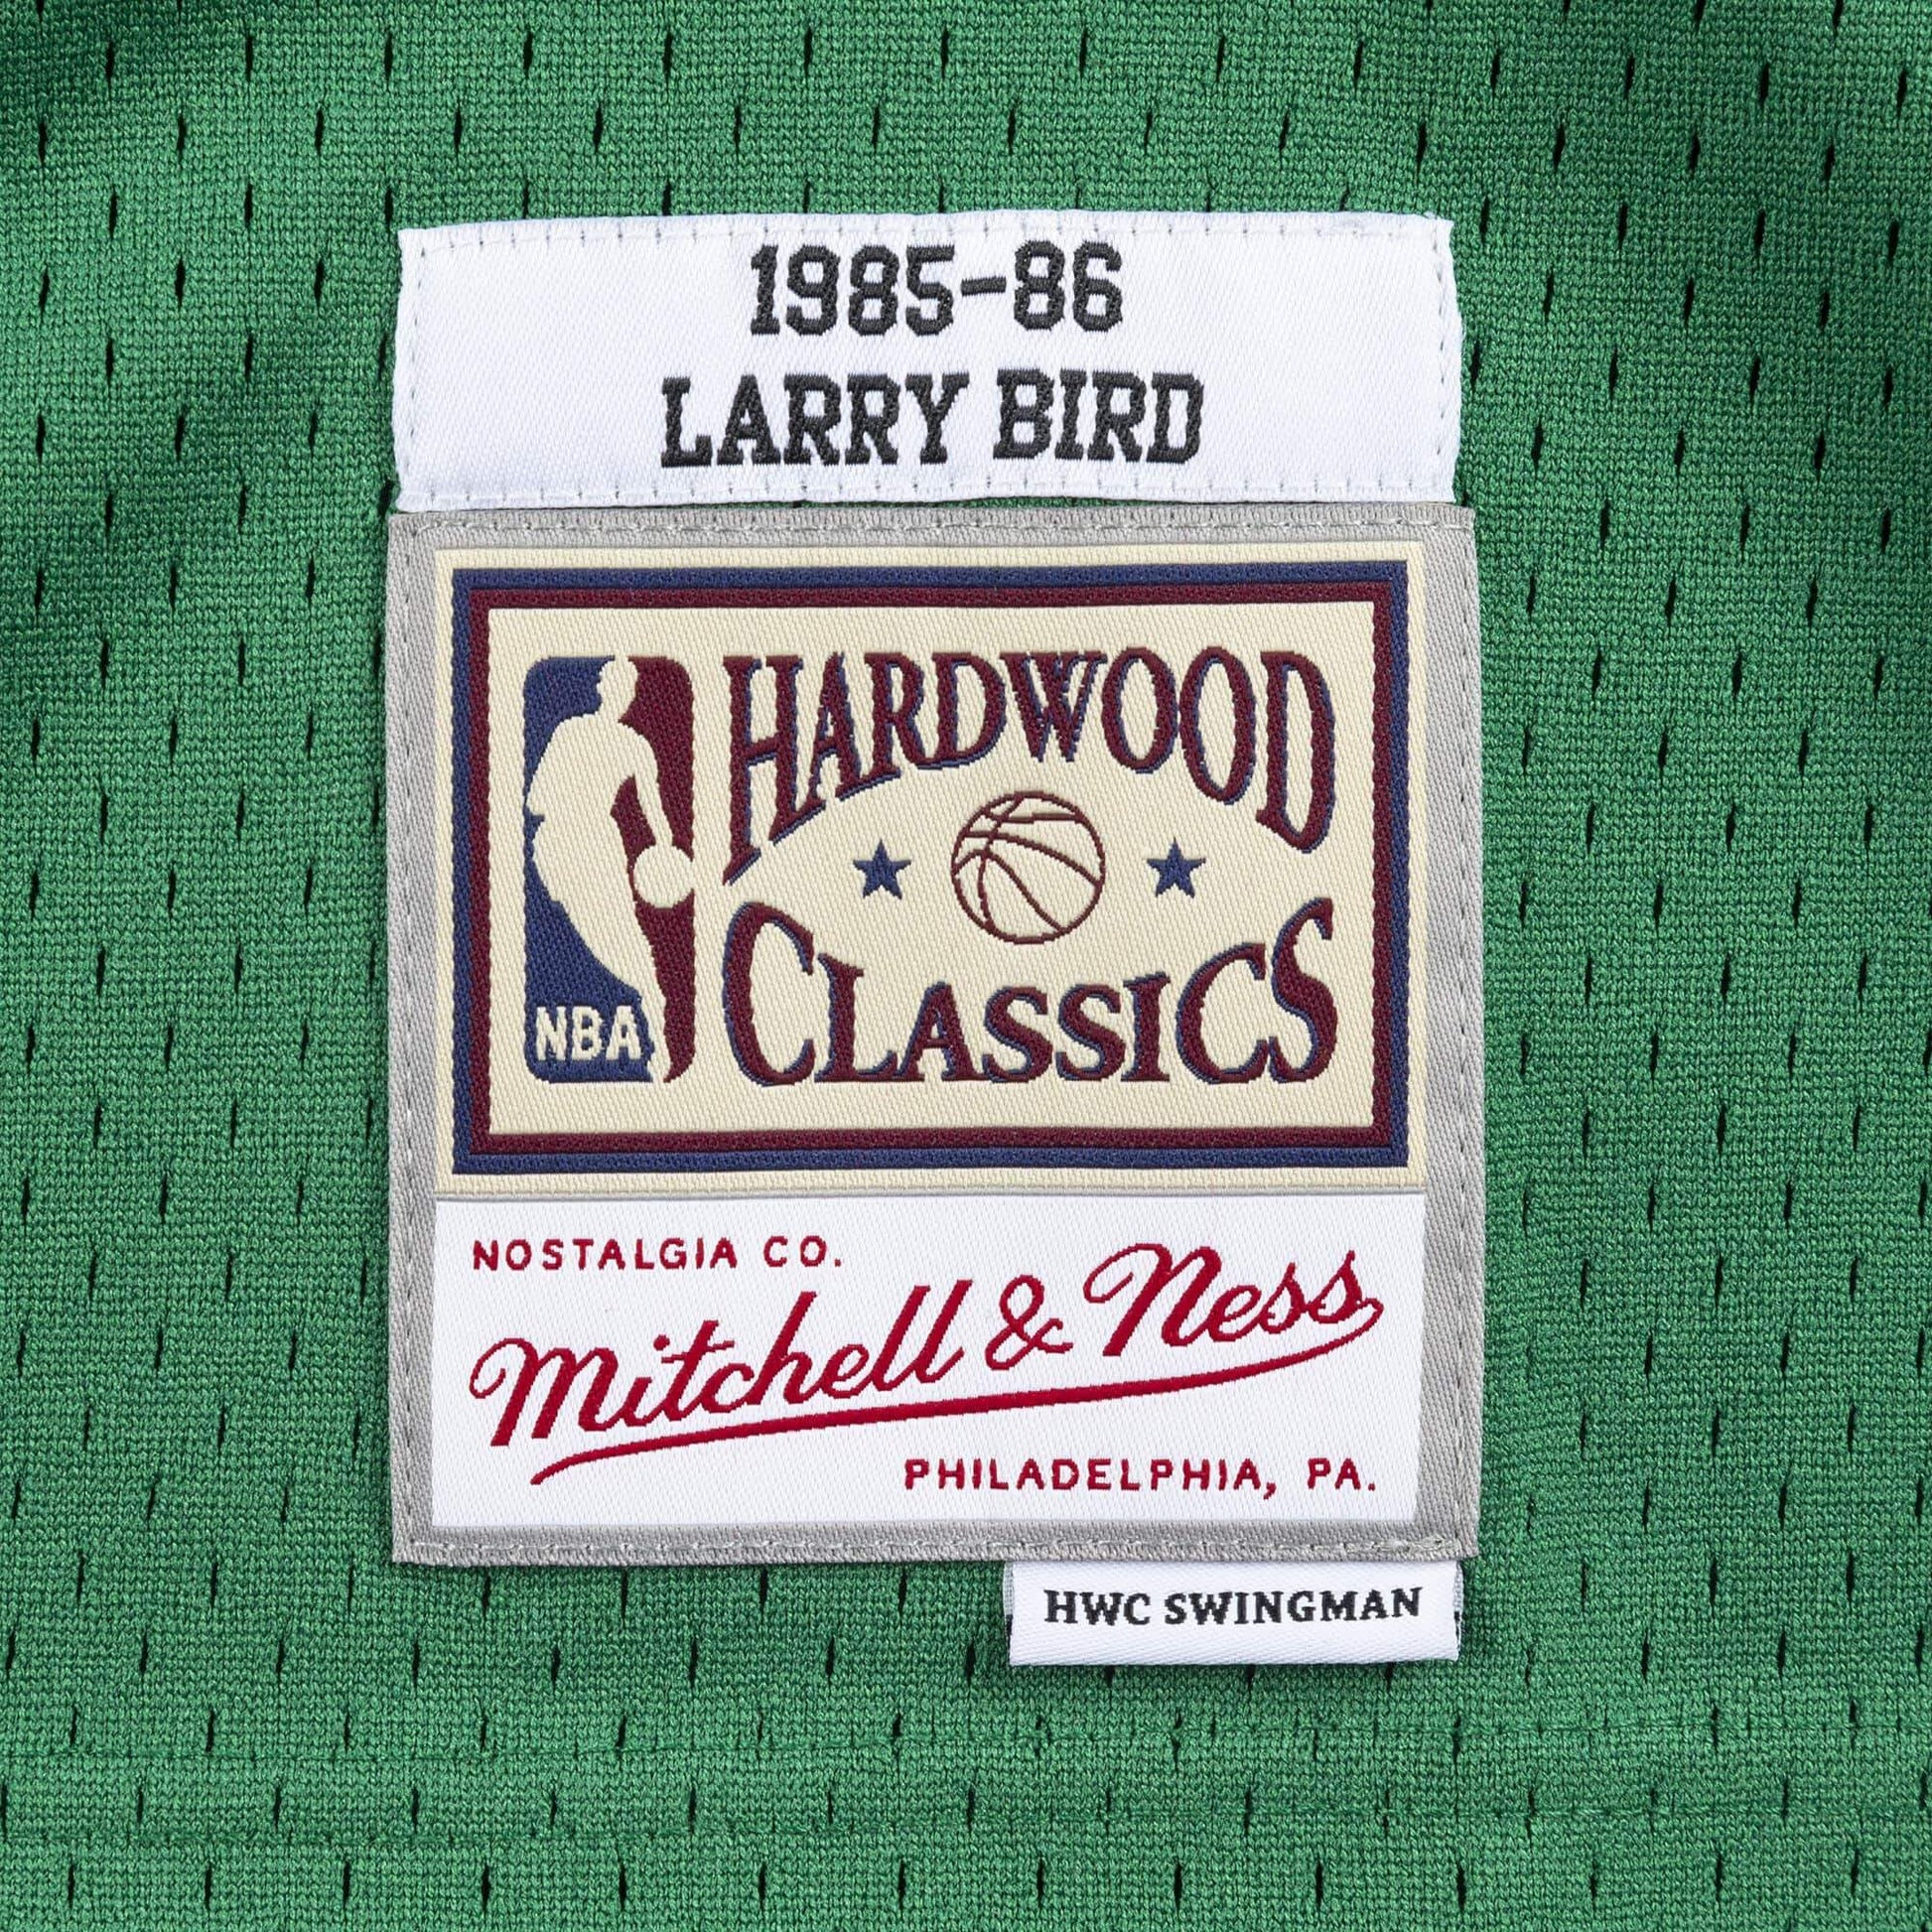 1985-86
LARRY BIRD
HARDWOOD
CLASSICS
NBA
NOSTALGIA CO.
Mitchell & Ness
PHILADELPHIA, PA.
HWC SWINGMAN